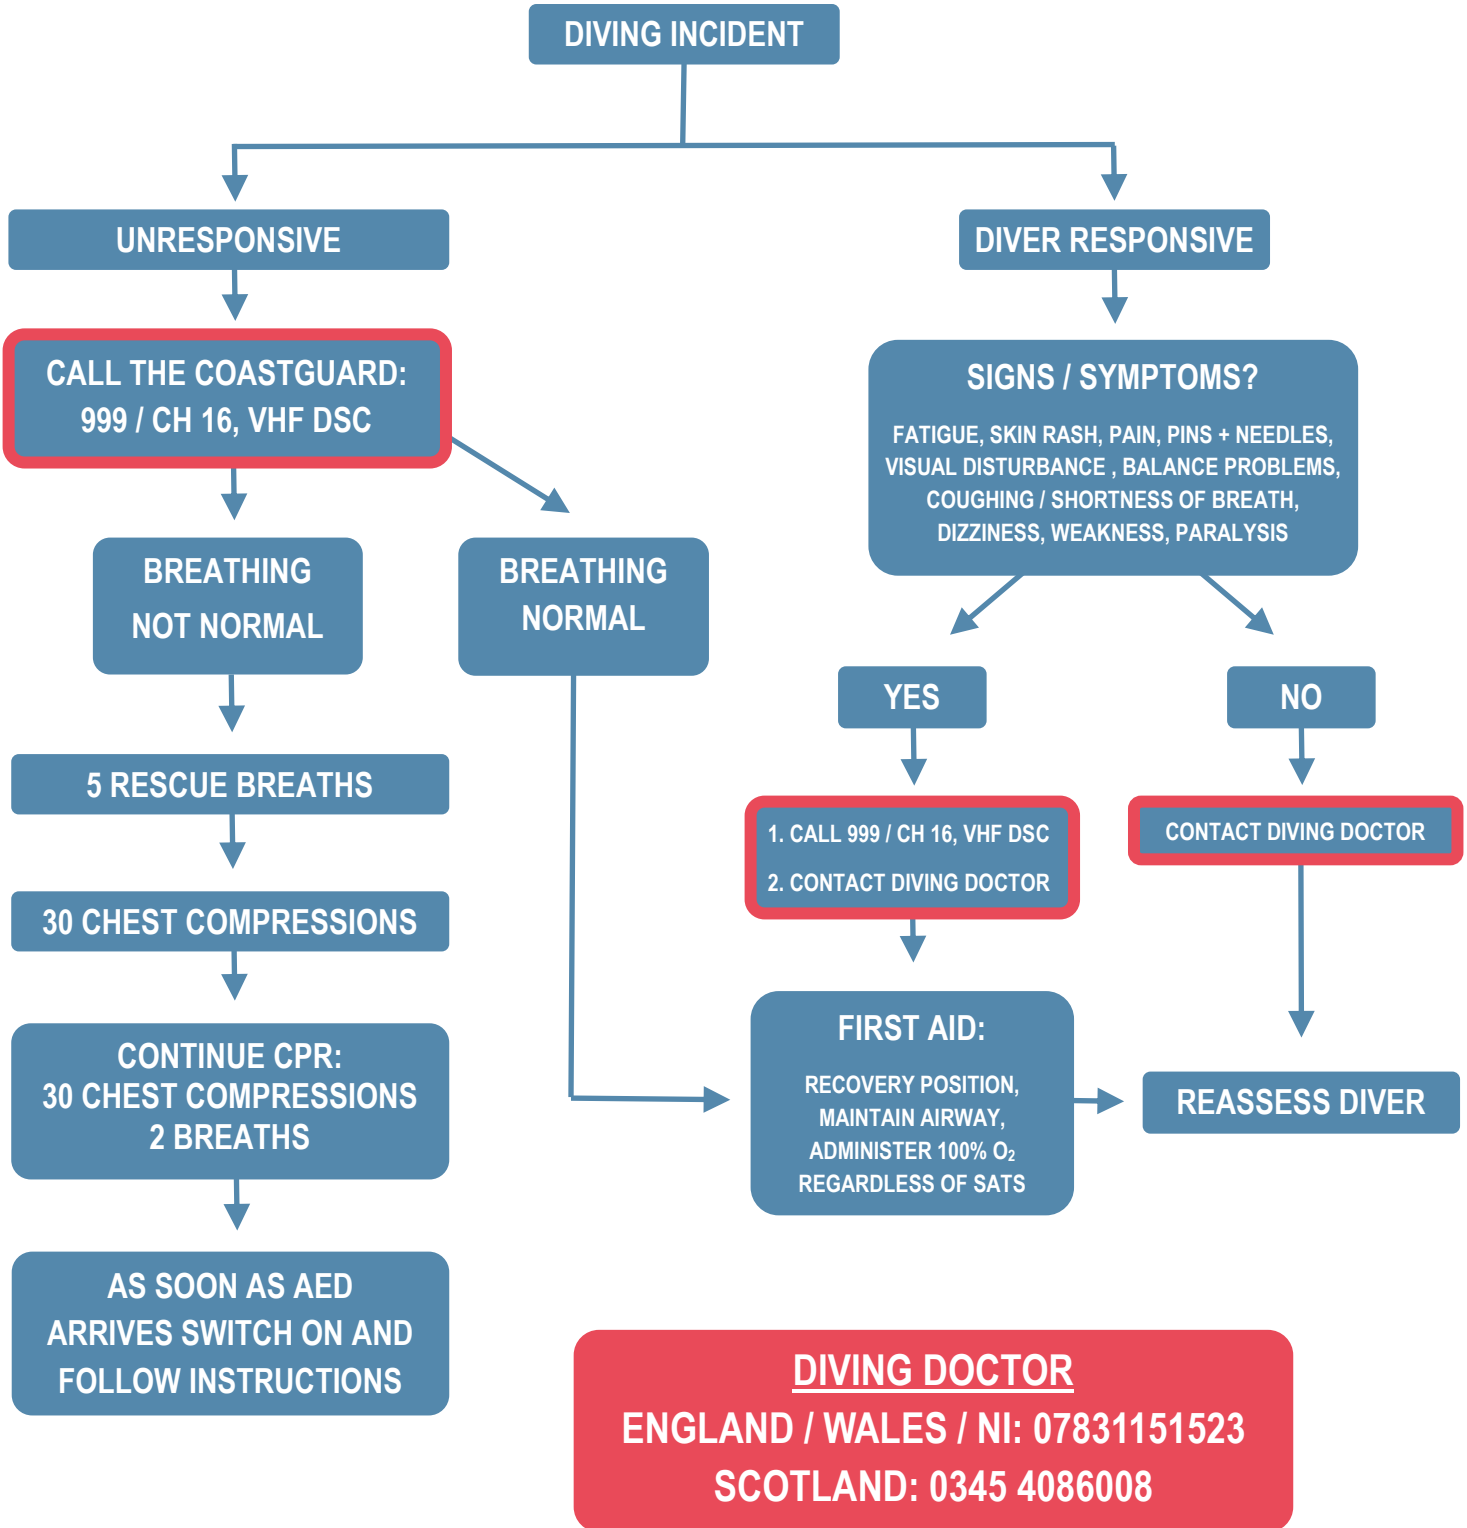 DIVING INCIDENT
UNRESPONSIVE
DIVER RESPONSIVE
CALL THE COASTGUARD:
999 / CH 16, VHF DSC
SIGNS / SYMPTOMS?
FATIGUE, SKIN RASH, PAIN, PINS + NEEDLES,
VISUAL DISTURBANCE , BALANCE PROBLEMS,
COUGHING / SHORTNESS OF BREATH,
DIZZINESS, WEAKNESS, PARALYSIS
BREATHING
NOT NORMAL
BREATHING
NORMAL
YES
NO
5 RESCUE BREATHS
1. CALL 999 / CH 16, VHF DSC
2. CONTACT DIVING DOCTOR
CONTACT DIVING DOCTOR
30 CHEST COMPRESSIONS
CONTINUE CPR:
30 CHEST COMPRESSIONS
2 BREATHS
FIRST AID:
RECOVERY POSITION,
MAINTAIN AIRWAY,
ADMINISTER 100% O₂
REGARDLESS OF SATS
REASSESS DIVER
AS SOON AS AED
ARRIVES SWITCH ON AND
FOLLOW INSTRUCTIONS
DIVING DOCTOR
ENGLAND / WALES / NI: 07831151523
SCOTLAND: 0345 4086008